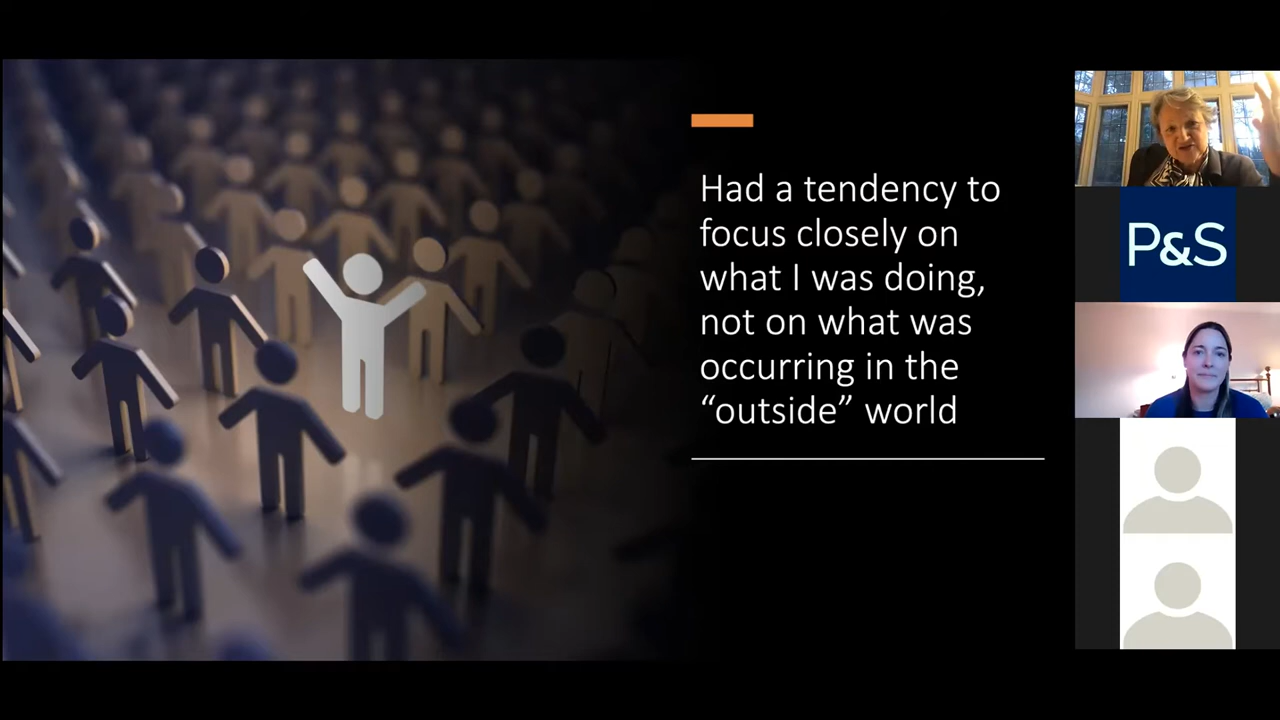 Had a tendency to
focus closely on
what I was doing,
not on what was
occurring in the
“outside” world
P&S